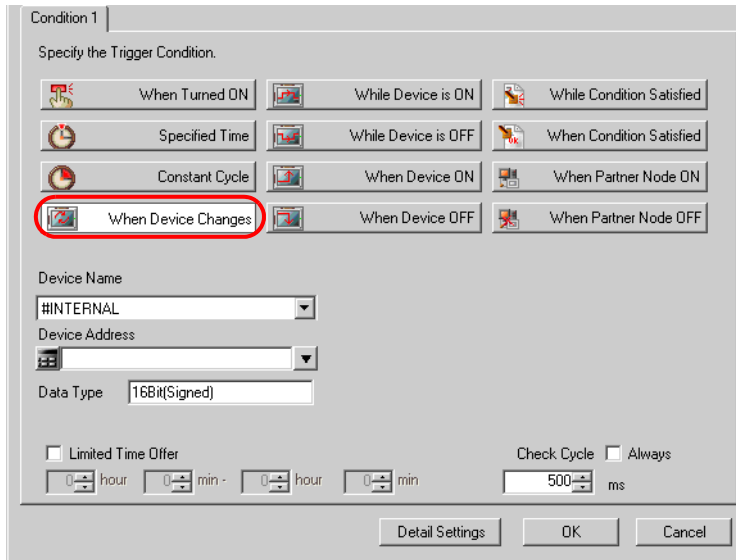 Condition 1
Specify the Trigger Condition.
When Turned ON While Device is ON While Condition Satisfied
Specified Time While Device is OFF When Condition Satisfied
Constant Cycle When Device ON When Partner Node ON
When Device Changes When Device OFF When Partner Node OFF
Device Name
#INTERNAL
Device Address
Data Type 16Bit(Signed)
Limited Time Offer Check Cycle Always
0 hour 0 min - 0 hour 0 min 500 ms
Detail Settings OK Cancel